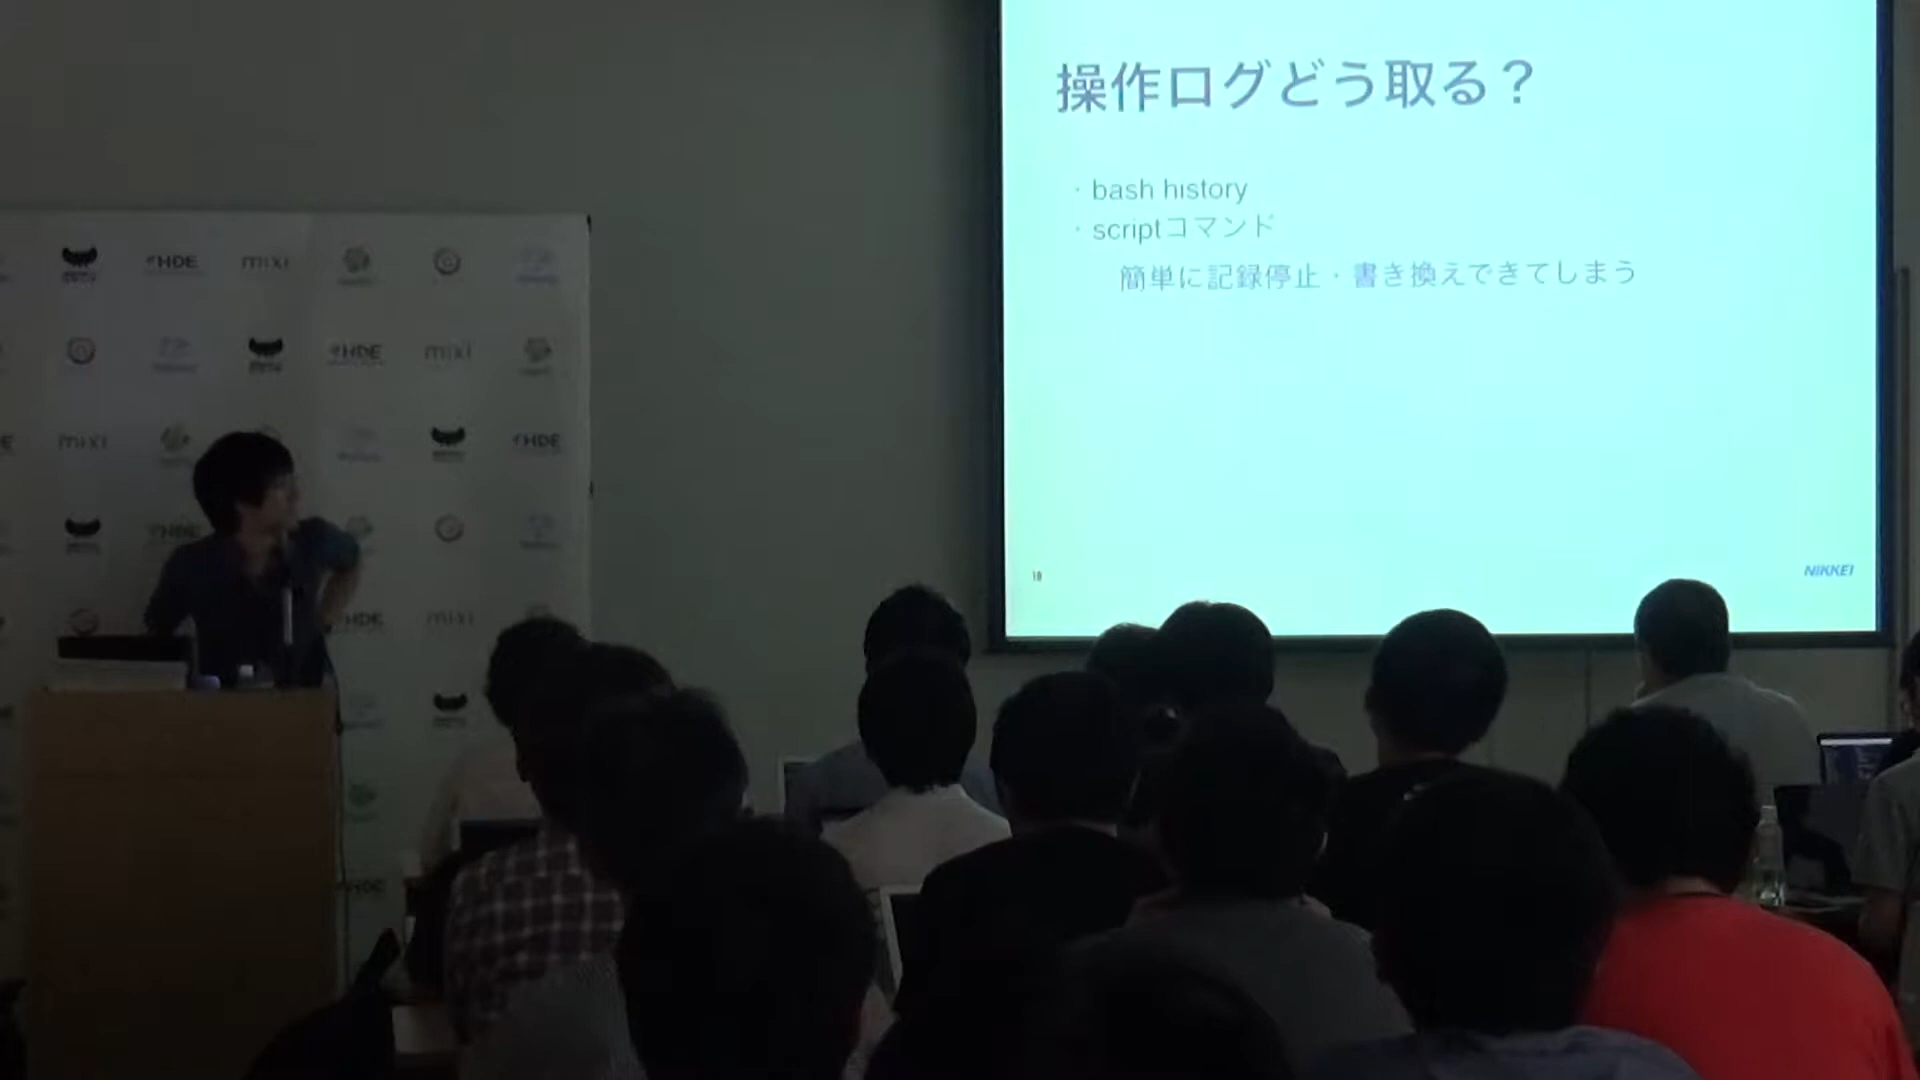 操作ログどう取る？
· bash history
· scriptコマンド
簡単に記録停止・書き換えできてしまう
18
NIKKEI
HDE mixi
HDE mixi
mixi HDE
HDE
HDE mixi
HDE